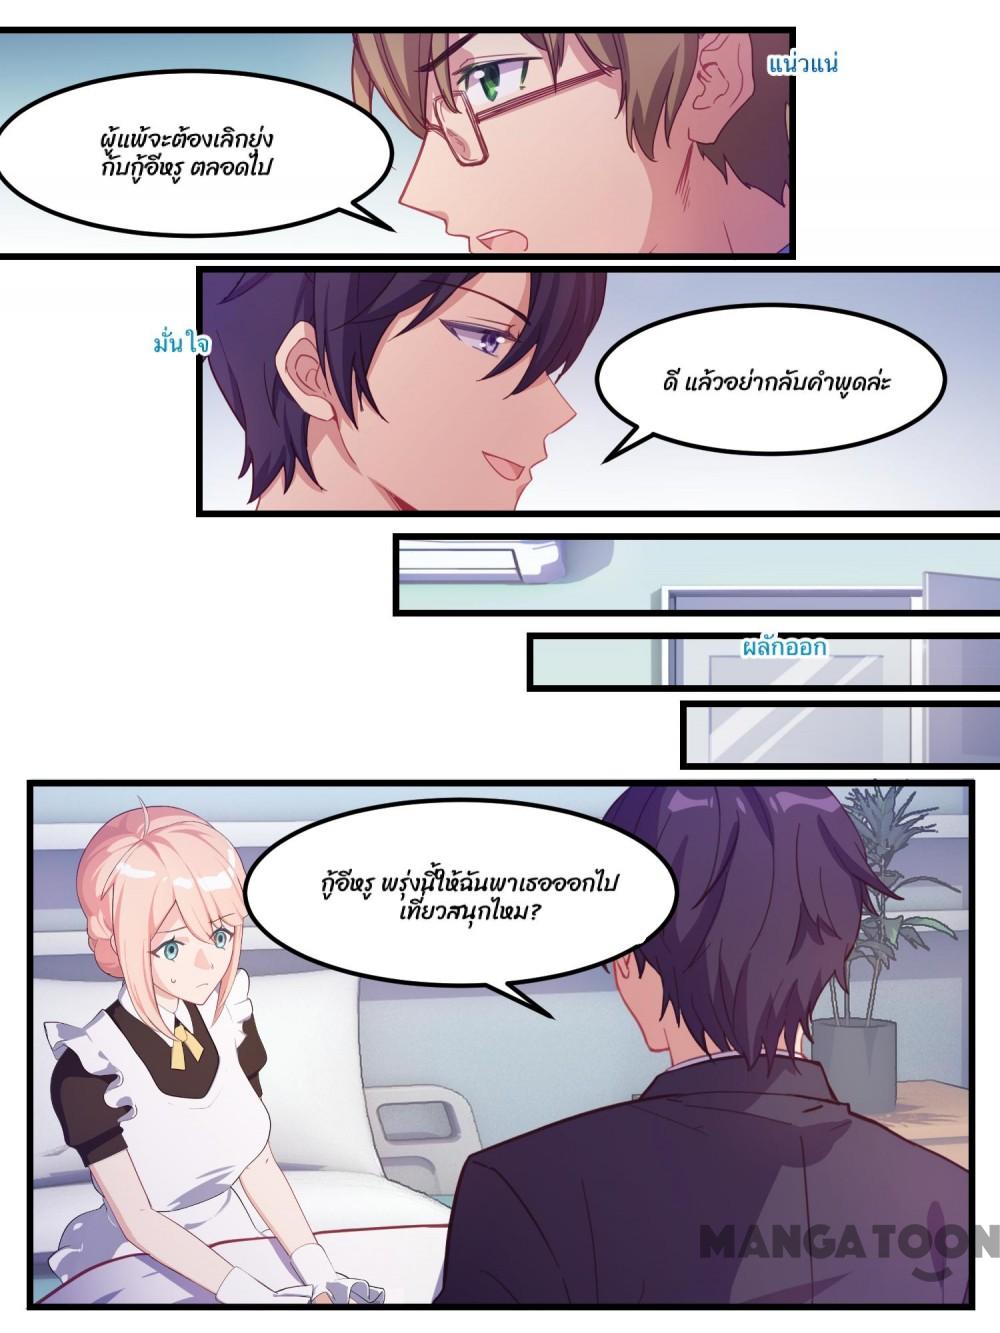 แน่วแน่
ผู้แพ้จะต้องเลิกยุ่ง
กับกู้อีหรู ตลอดไป
มั่นใจ
ดี แล้วอย่ากลับคำพูดล่ะ
ผลักออก
กู้อีหรู พรุ่งนี้ให้ฉันพาเธอออกไป
เที่ยวสนุกไหม?
MANGATOON